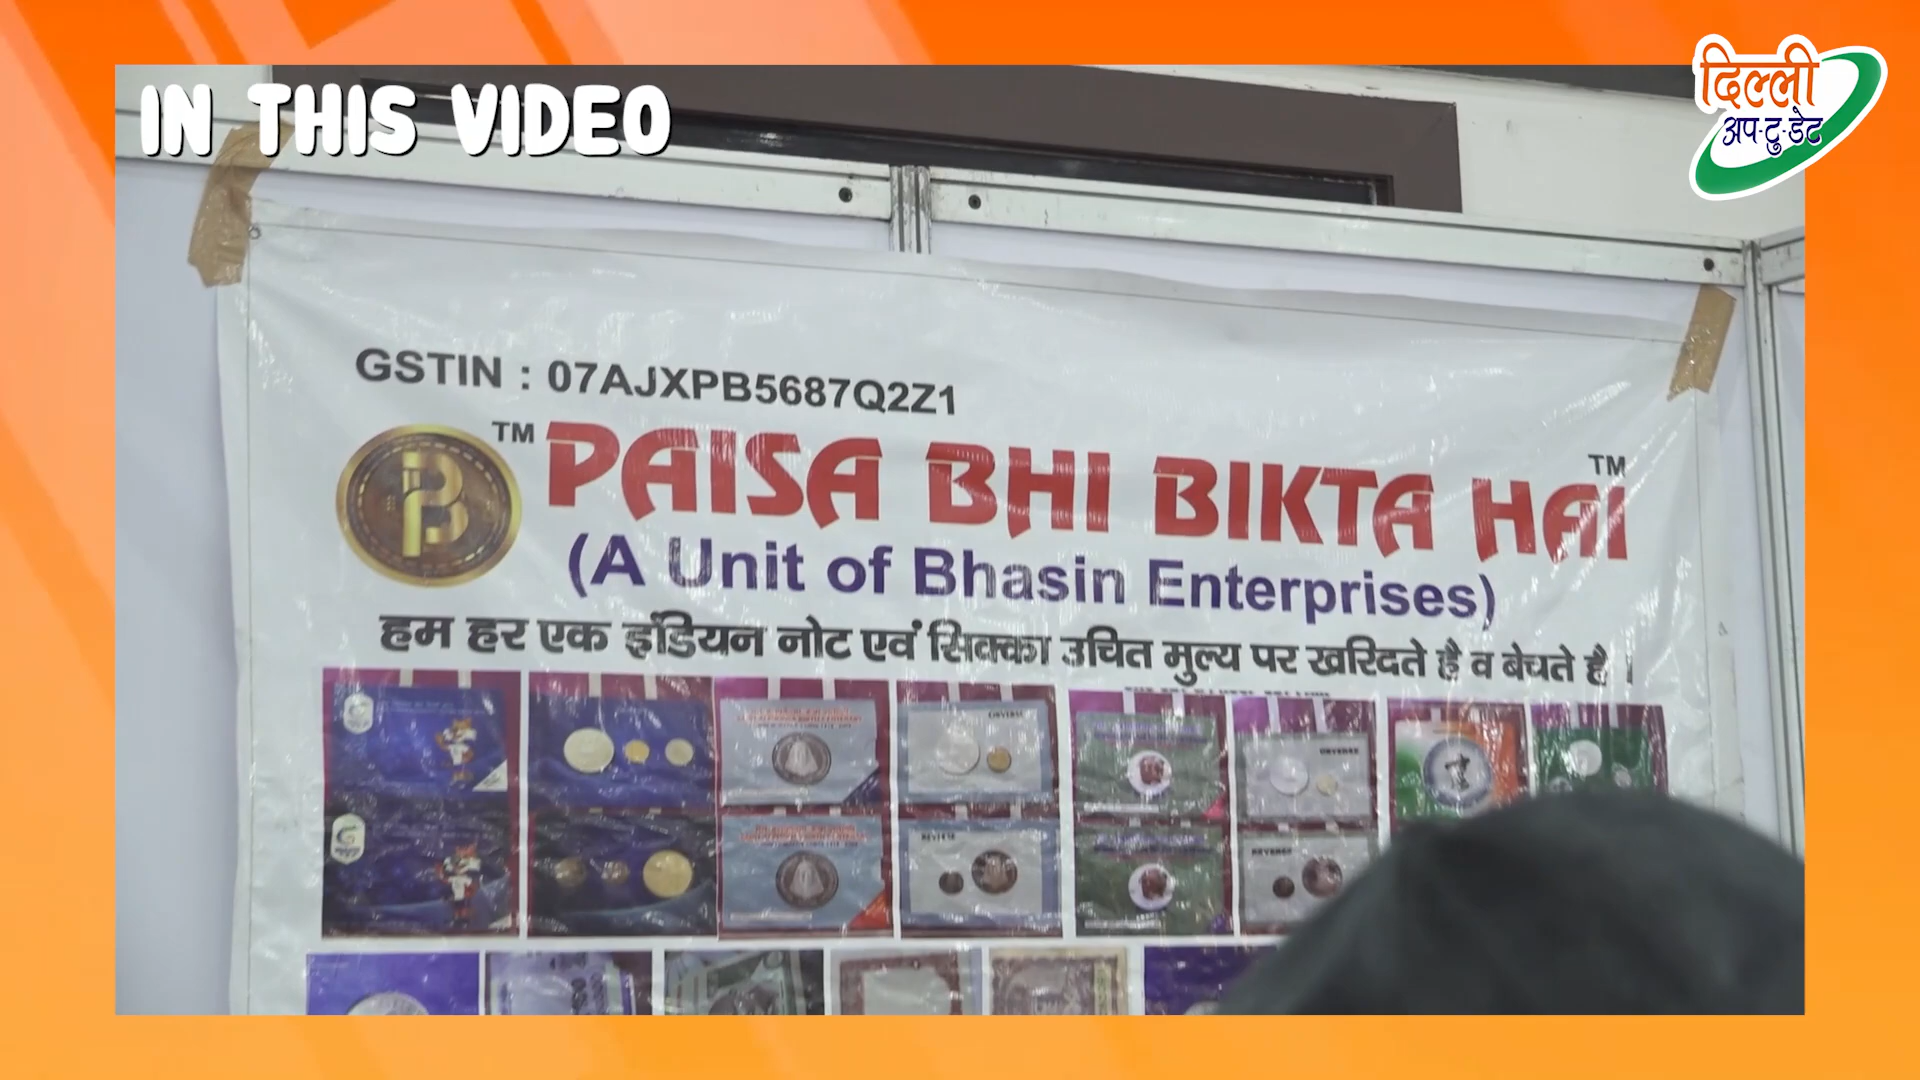 IN THIS VIDEO
दिल्ली
अप-टु-डेट
GSTIN : 07AJXPB5687Q2Z1
TM PAISA BHI BIKTA HAI TM
(A Unit of Bhasin Enterprises)
हम हर एक इंडियन नोट एवं सिक्का उचित मुल्य पर खरिदते है व बेचते है ।